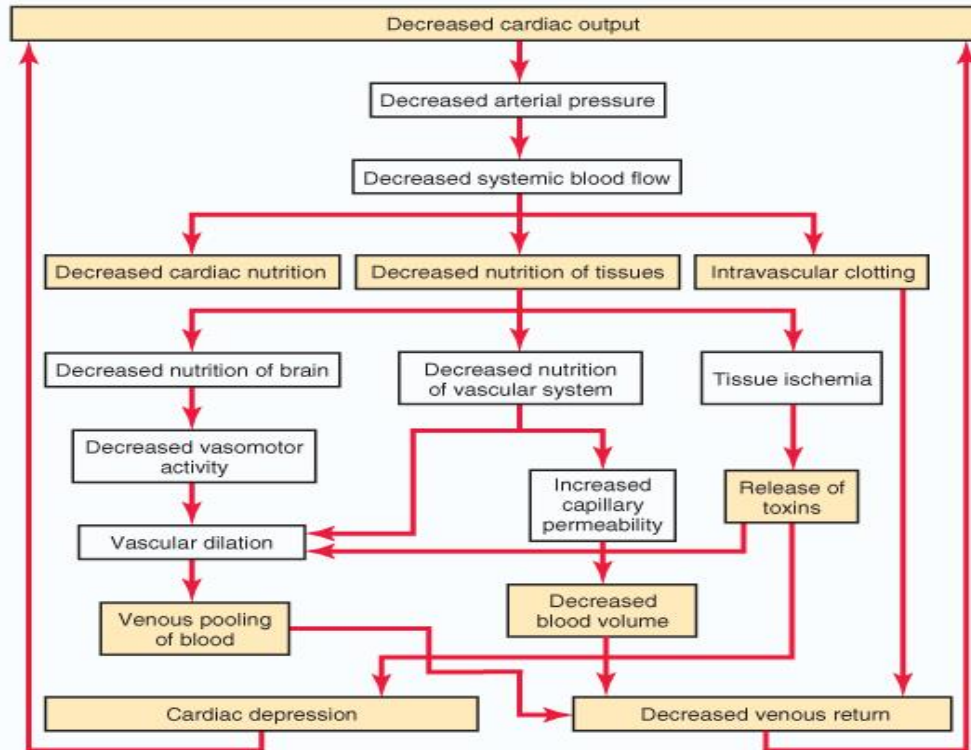 Decreased cardiac output
Decreased arterial pressure
Decreased systemic blood flow
Decreased cardiac nutrition
Decreased nutrition of tissues
Intravascular clotting
Decreased nutrition of brain
Decreased nutrition
of vascular system
Tissue ischemia
Decreased vasomotor
activity
Increased
capillary
permeability
Release of
toxins
Vascular dilation
Venous pooling
of blood
Decreased
blood volume
Cardiac depression
Decreased venous return